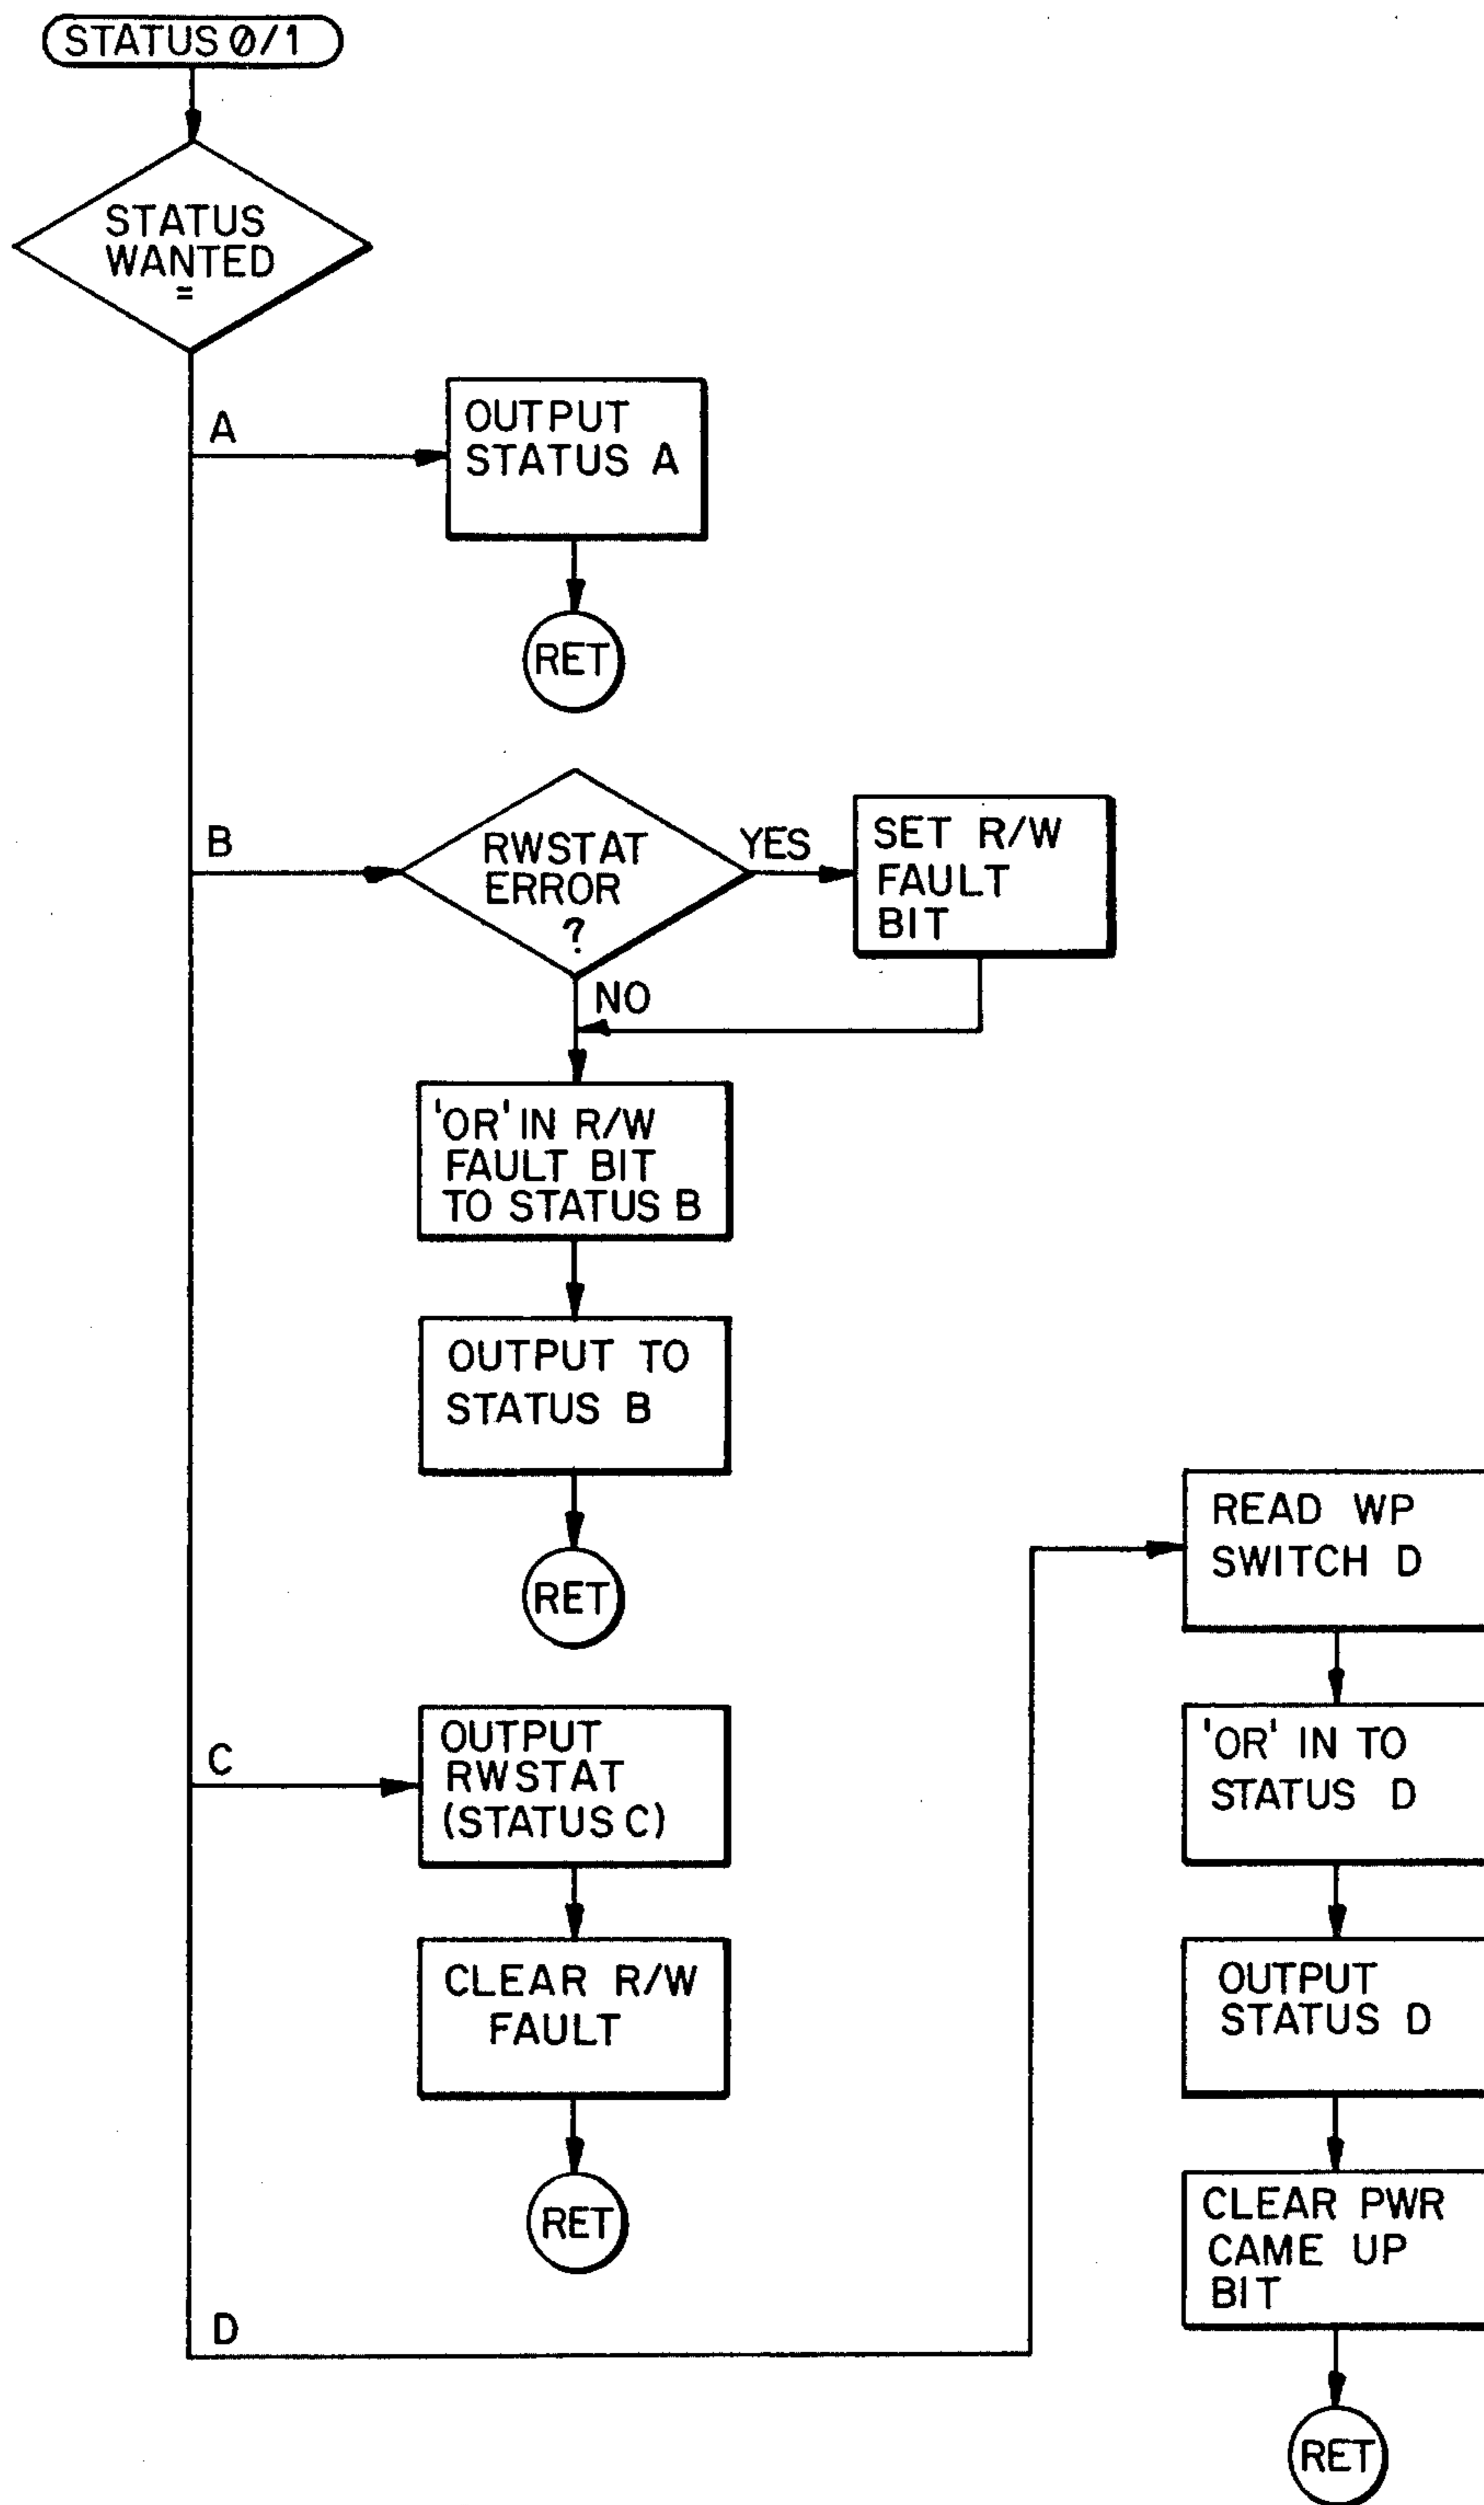 STATUS 0/1
STATUS
WANTED
=
A
OUTPUT
STATUS A
RET
B
RWSTAT
ERROR
?
YES
SET R/W
FAULT
BIT
NO
'OR' IN R/W
FAULT BIT
TO STATUS B
OUTPUT TO
STATUS B
RET
C
OUTPUT
RWSTAT
(STATUS C)
CLEAR R/W
FAULT
RET
D
READ WP
SWITCH D
'OR' IN TO
STATUS D
OUTPUT
STATUS D
CLEAR PWR
CAME UP
BIT
RET